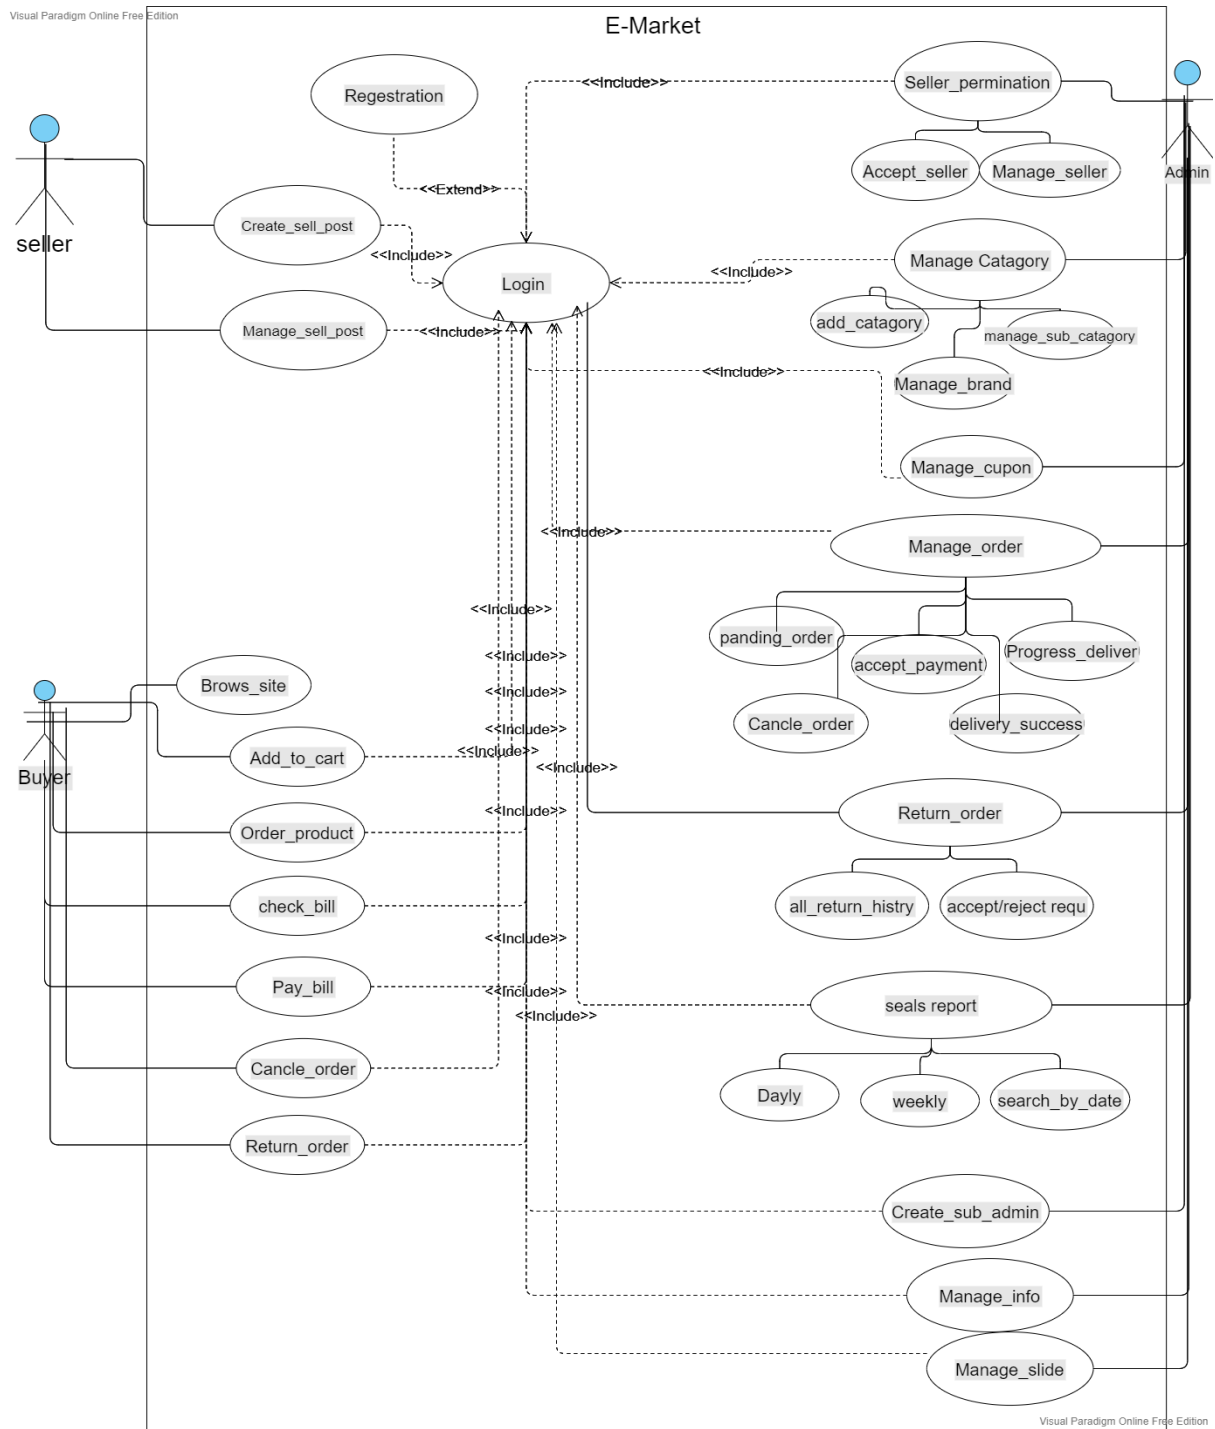 Visual Paradigm Online Free Edition
E-Market
Regestration
<<Include>>
Seller_permination
Accept_seller
Manage_seller
Admin
seller
<<Extend>>
Create_sell_post
<<Include>>
Login
<<Include>>
Manage Catagory
Manage_sell_post
<<Include>>
add_catagory
manage_sub_catagory
<<Include>>
Manage_brand
Manage_cupon
<<Include>>
Manage_order
<<Include>>
panding_order
accept_payment
Progress_deliver
<<Include>>
Brows_site
<<Include>>
Cancle_order
delivery_success
<<Include>>
Buyer
Add_to_cart
<<Include>>
<<Include>>
<<Include>>
Order_product
Return_order
check_bill
all_return_histry
accept/reject requ
<<Include>>
Pay_bill
<<Include>>
<<Include>>
seals report
Cancle_order
Dayly
weekly
search_by_date
Return_order
Create_sub_admin
Manage_info
Manage_slide
Visual Paradigm Online Free Edition